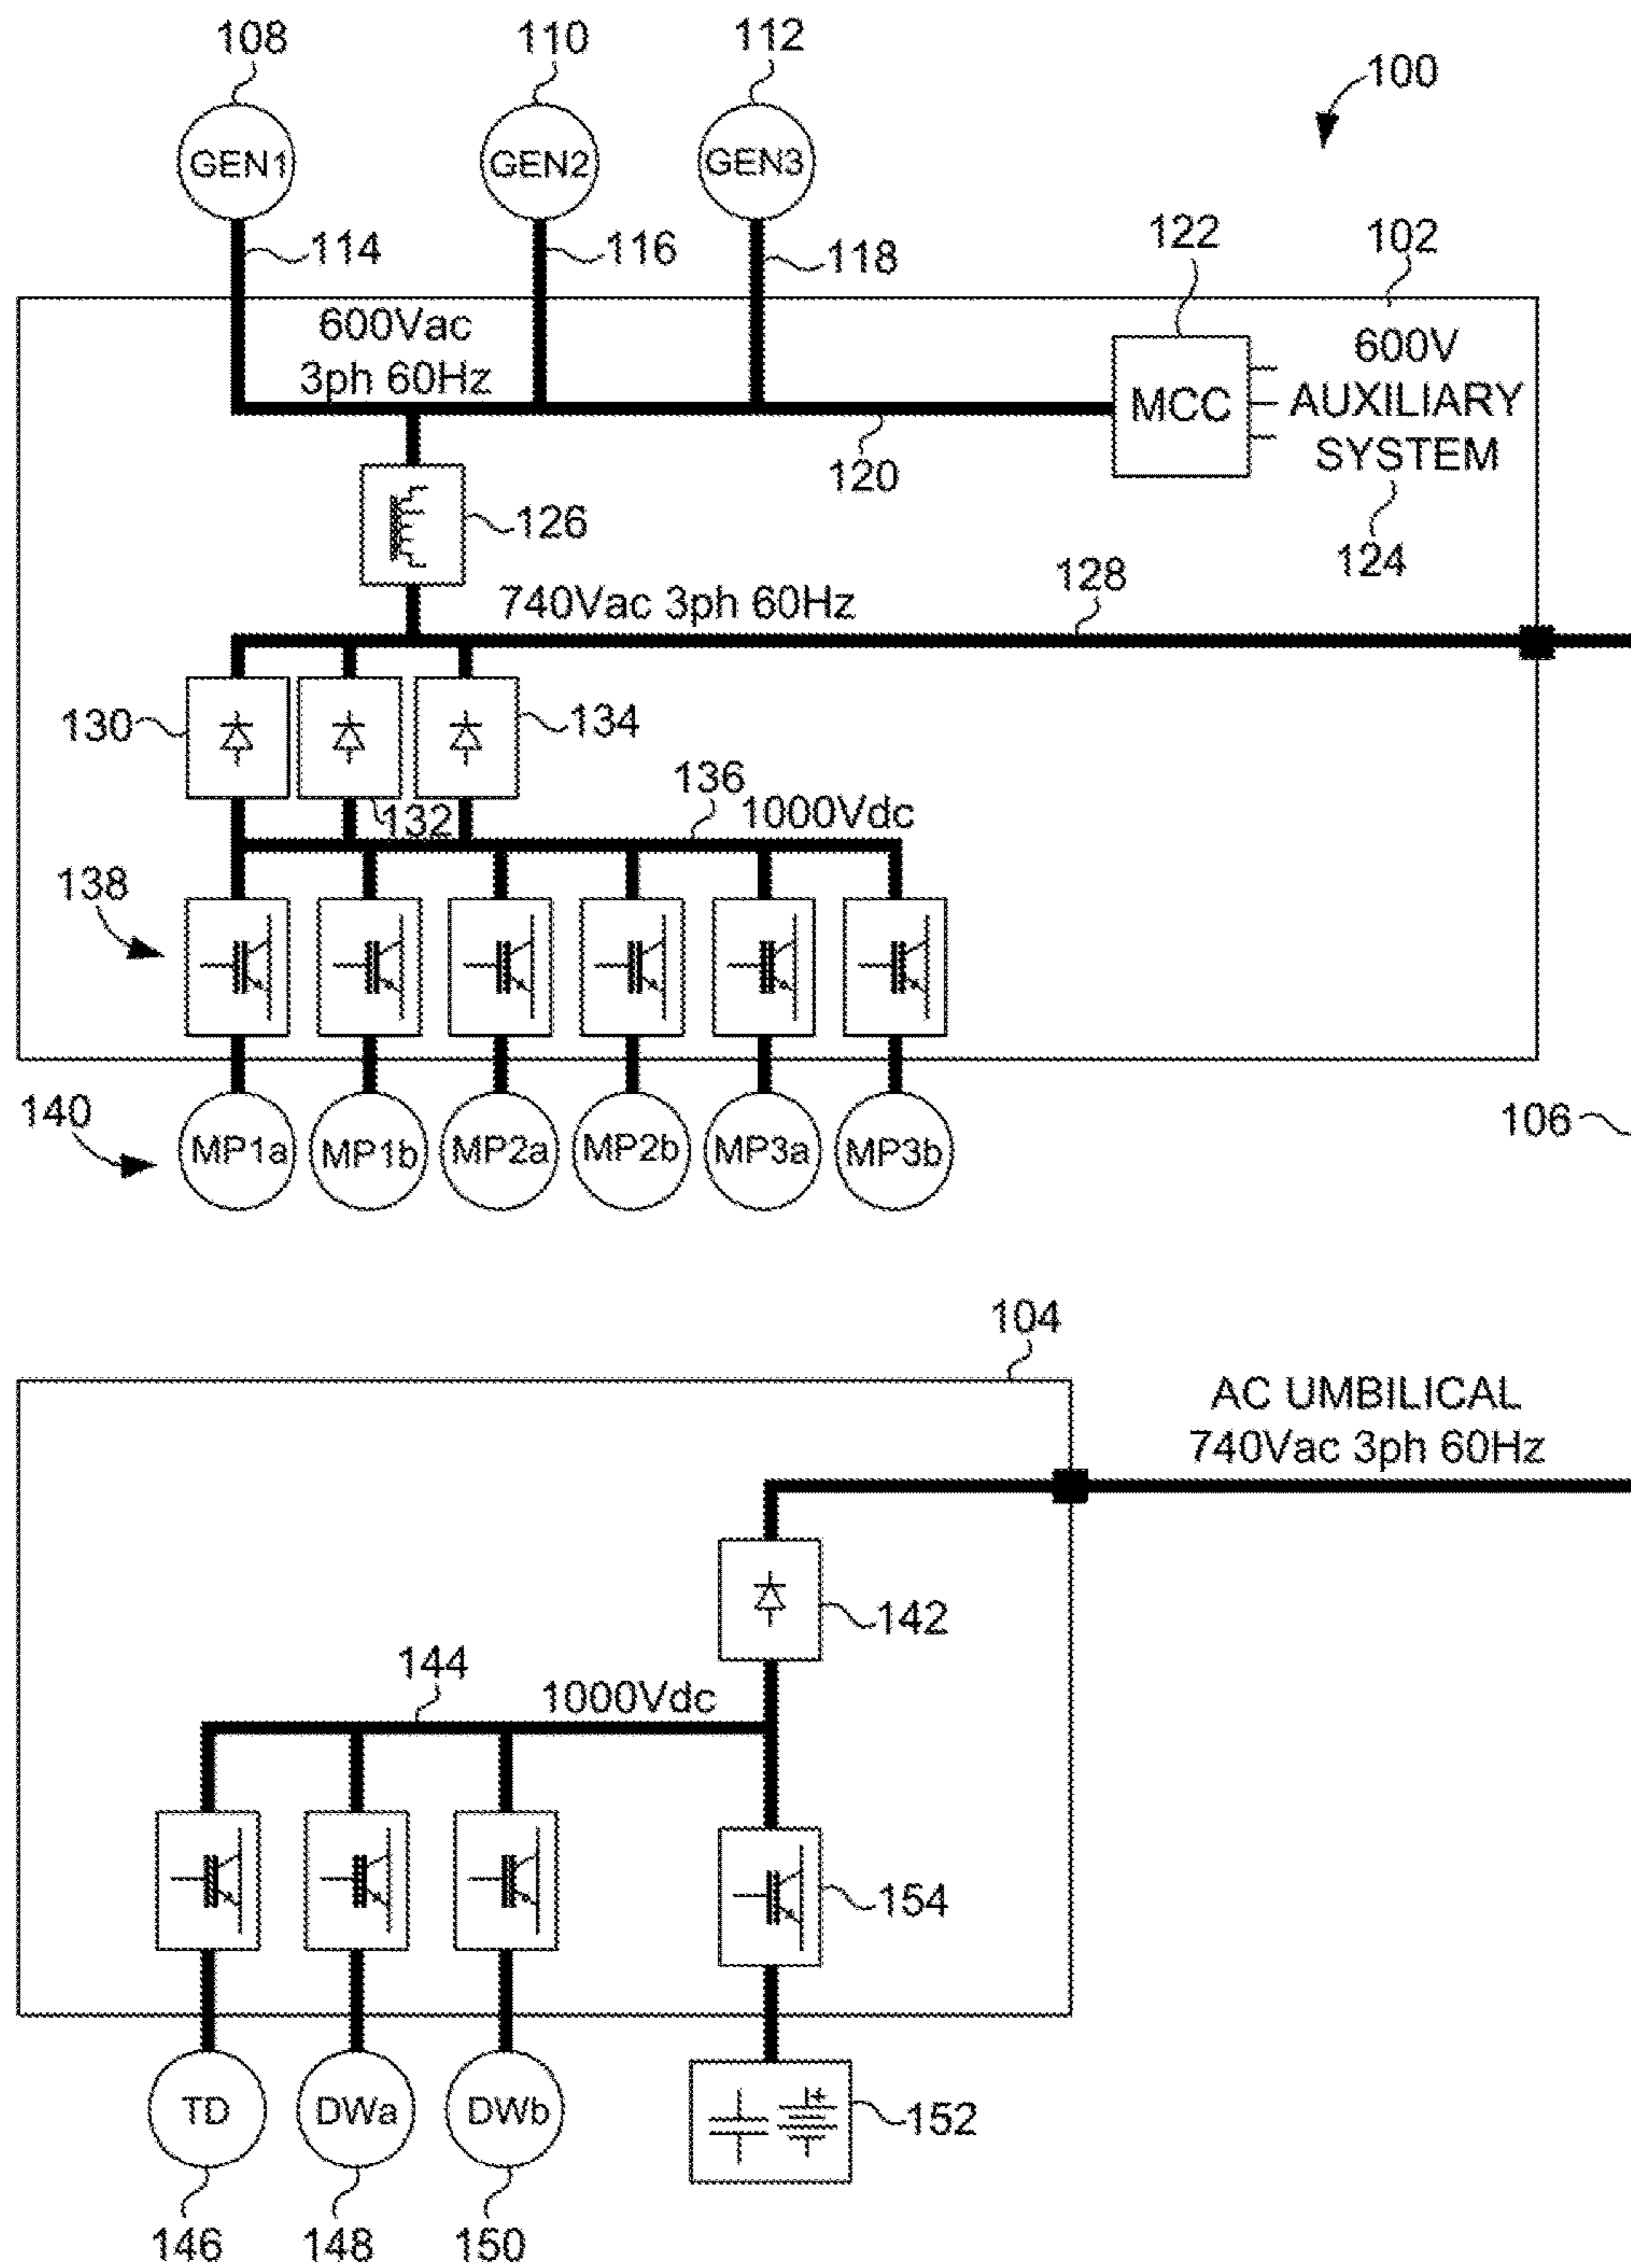 108
110
112
100
GEN1
GEN2
GEN3
114
116
118
122
102
600Vac
3ph 60Hz
MCC
600V
AUXILIARY
SYSTEM
120
124
126
740Vac 3ph 60Hz
128
130
132
134
136
1000Vdc
138
140
MP1a
MP1b
MP2a
MP2b
MP3a
MP3b
106
104
AC UMBILICAL
740Vac 3ph 60Hz
142
144
1000Vdc
154
TD
DWa
DWb
152
146
148
150